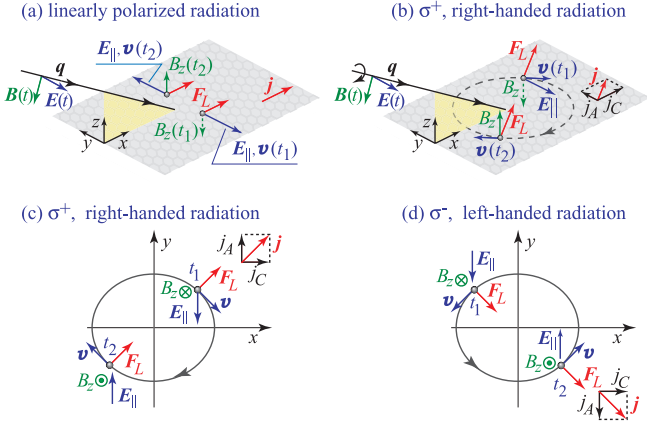 (a) linearly polarized radiation
q
B(t)
E(t)
E∥, v(t2)
Bz(t2)
FL
j
FL
Bz(t1)
E∥, v(t1)
z
y
x
(b) σ+, right-handed radiation
q
B(t)
E(t)
FL
v(t1)
E∥
Bz
Bz
FL
v(t2)
j
jA
jC
z
y
x
(c) σ+, right-handed radiation
y
jA
j
jC
t1
FL
Bz
v
E∥
x
v
t2
FL
Bz
E∥
(d) σ-, left-handed radiation
y
E∥
Bz
v
t1
FL
x
E∥
v
Bz
t2
FL
jC
jA
j